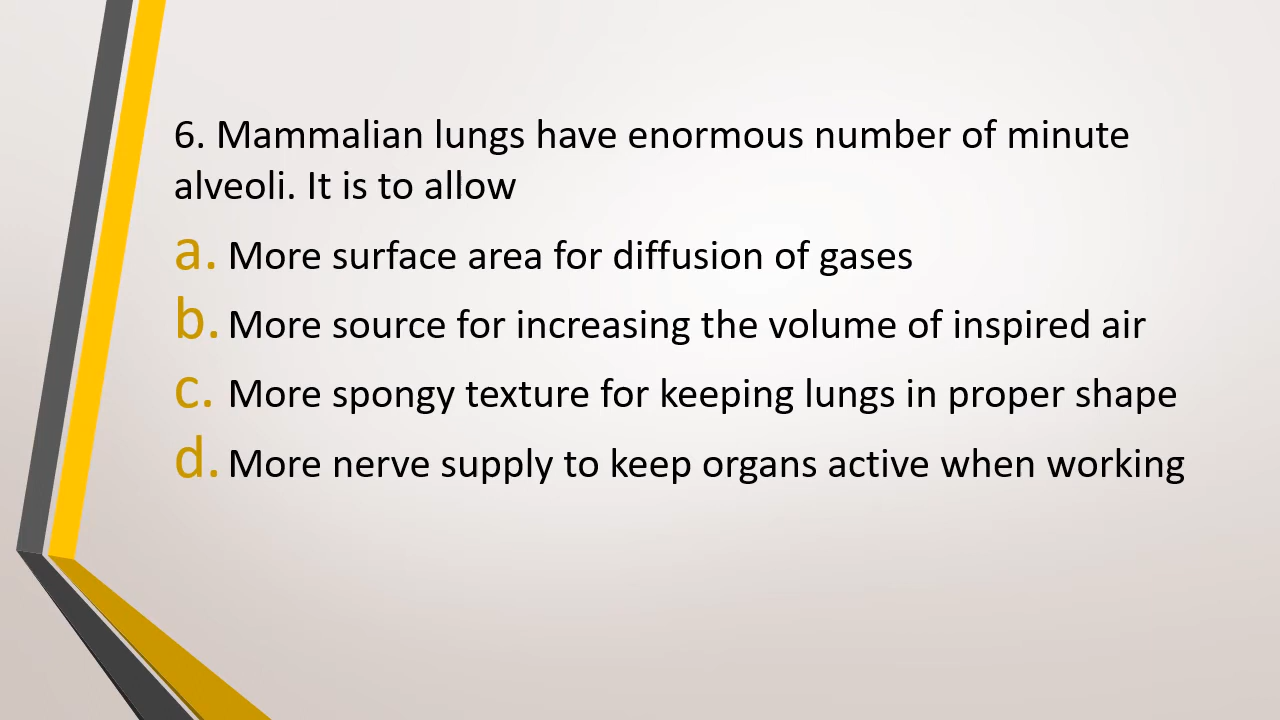 6. Mammalian lungs have enormous number of minute
alveoli. It is to allow
a. More surface area for diffusion of gases
b. More source for increasing the volume of inspired air
c. More spongy texture for keeping lungs in proper shape
d. More nerve supply to keep organs active when working